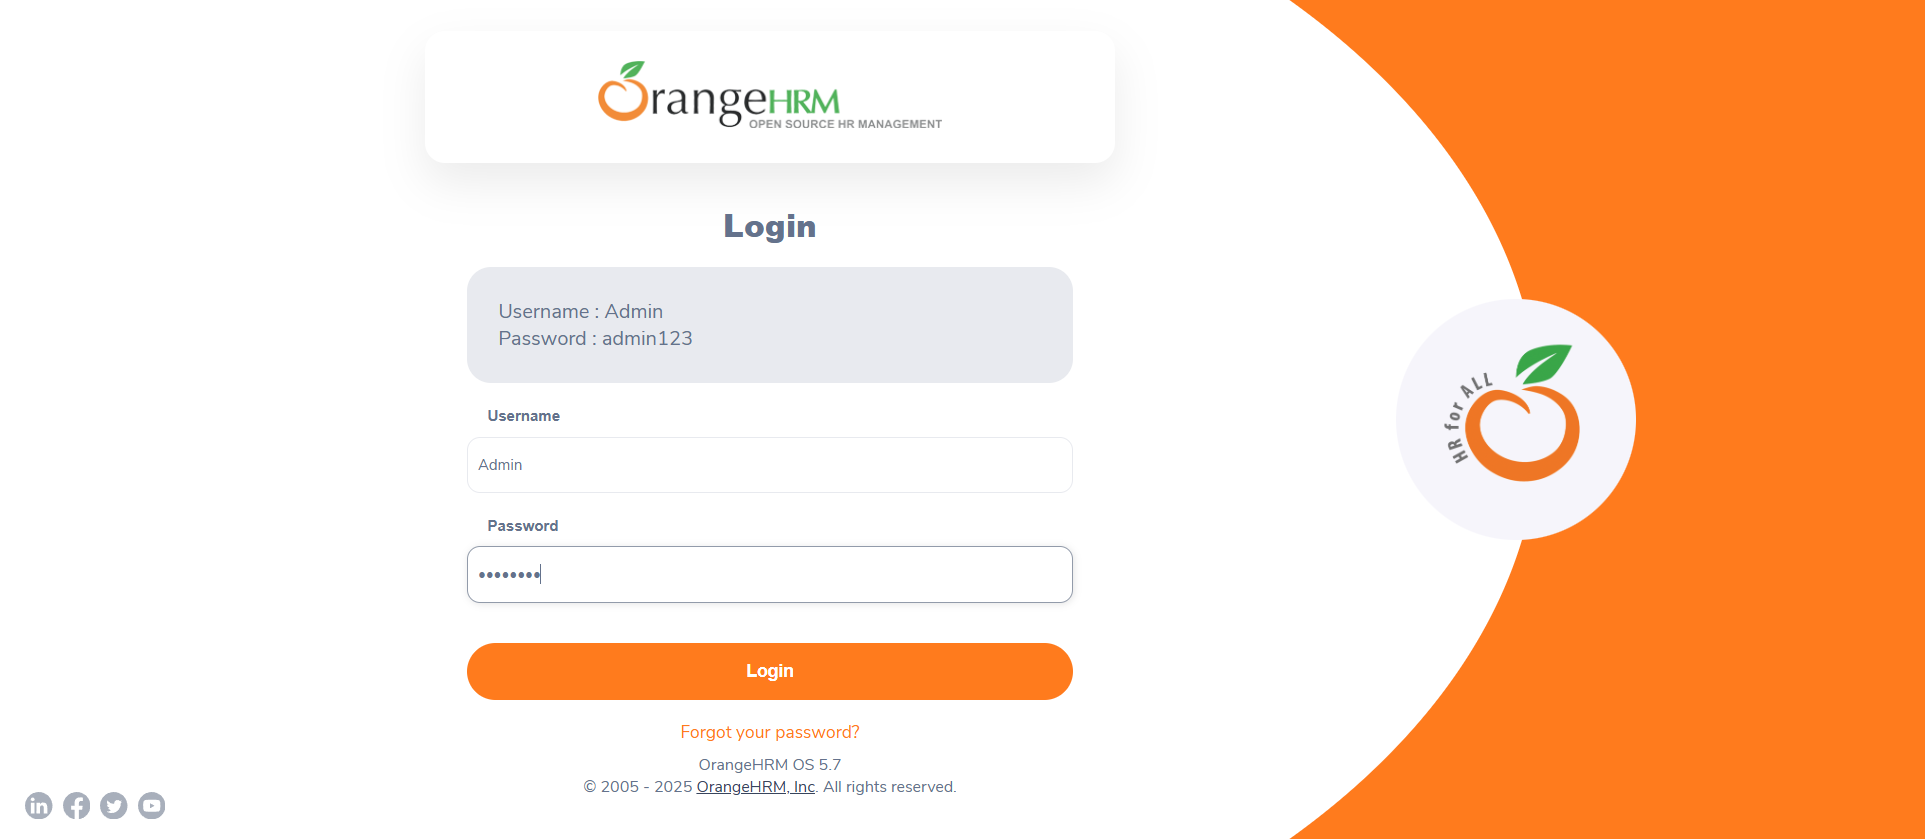 OrangeHRM
OPEN SOURCE HR MANAGEMENT
Login
Username : Admin
Password : admin123
Username
Admin
Password
••••••••
Login
Forgot your password?
OrangeHRM OS 5.7
© 2005 - 2025 OrangeHRM, Inc. All rights reserved.
HR for ALL